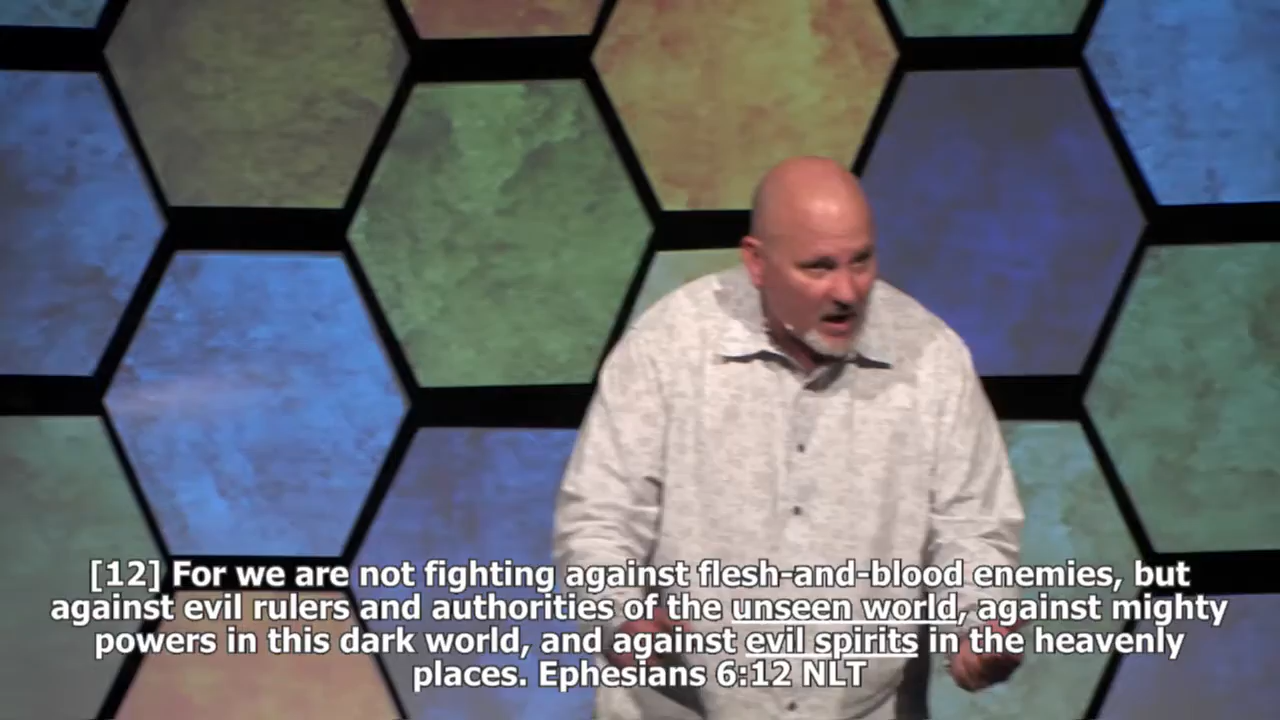 [12] For we are not fighting against flesh-and-blood enemies, but
against evil rulers and authorities of the unseen world, against mighty
powers in this dark world, and against evil spirits in the heavenly
places. Ephesians 6:12 NLT